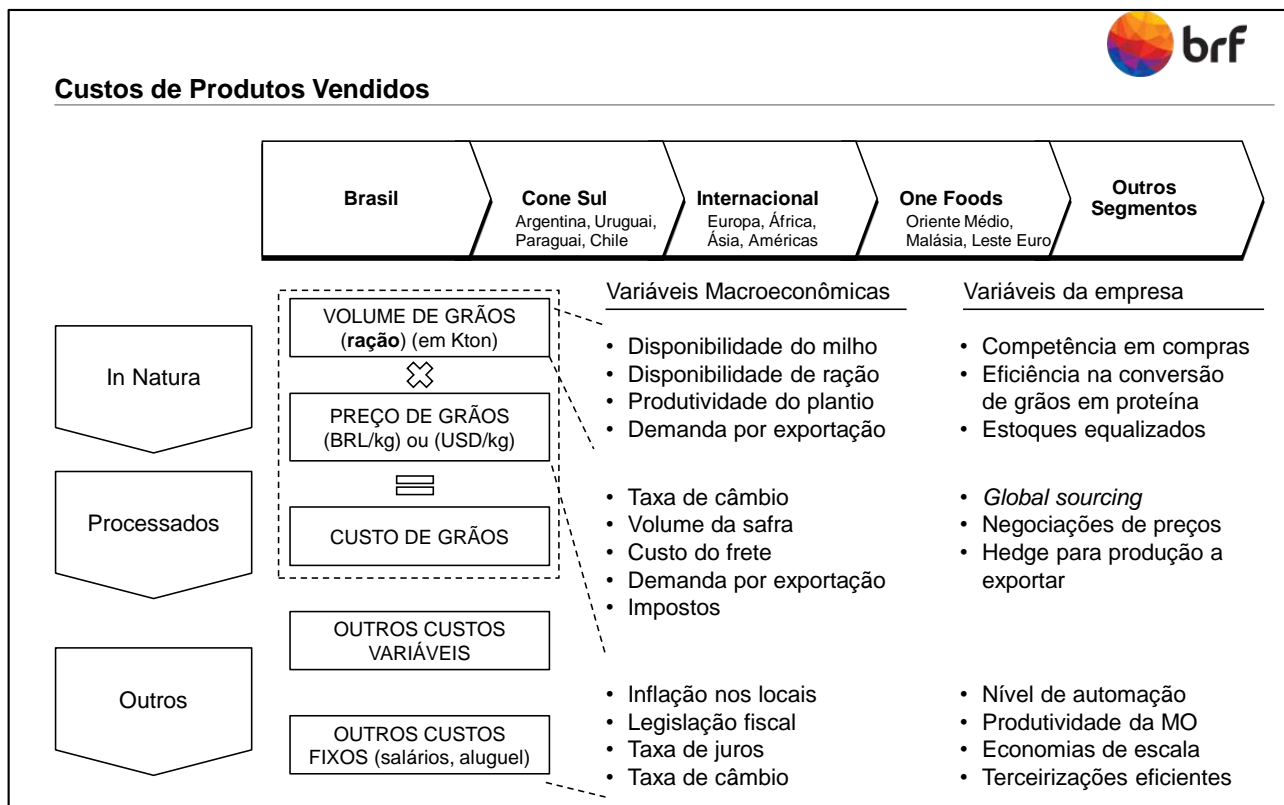 brf
Custos de Produtos Vendidos
Brasil
Cone Sul
Argentina, Uruguai,
Paraguai, Chile
Internacional
Europa, África,
Ásia, Américas
One Foods
Oriente Médio,
Malásia, Leste Euro
Outros
Segmentos
In Natura
Processados
Outros
VOLUME DE GRÃOS
(ração) (em Kton)
PREÇO DE GRÃOS
(BRL/kg) ou (USD/kg)
CUSTO DE GRÃOS
OUTROS CUSTOS
VARIÁVEIS
OUTROS CUSTOS
FIXOS (salários, aluguel)
Variáveis Macroeconômicas
• Disponibilidade do milho
• Disponibilidade de ração
• Produtividade do plantio
• Demanda por exportação
• Taxa de câmbio
• Volume da safra
• Custo do frete
• Demanda por exportação
• Impostos
• Inflação nos locais
• Legislação fiscal
• Taxa de juros
• Taxa de câmbio
Variáveis da empresa
• Competência em compras
• Eficiência na conversão
de grãos em proteína
• Estoques equalizados
• Global sourcing
• Negociações de preços
• Hedge para produção a
exportar
• Nível de automação
• Produtividade da MO
• Economias de escala
• Terceirizações eficientes